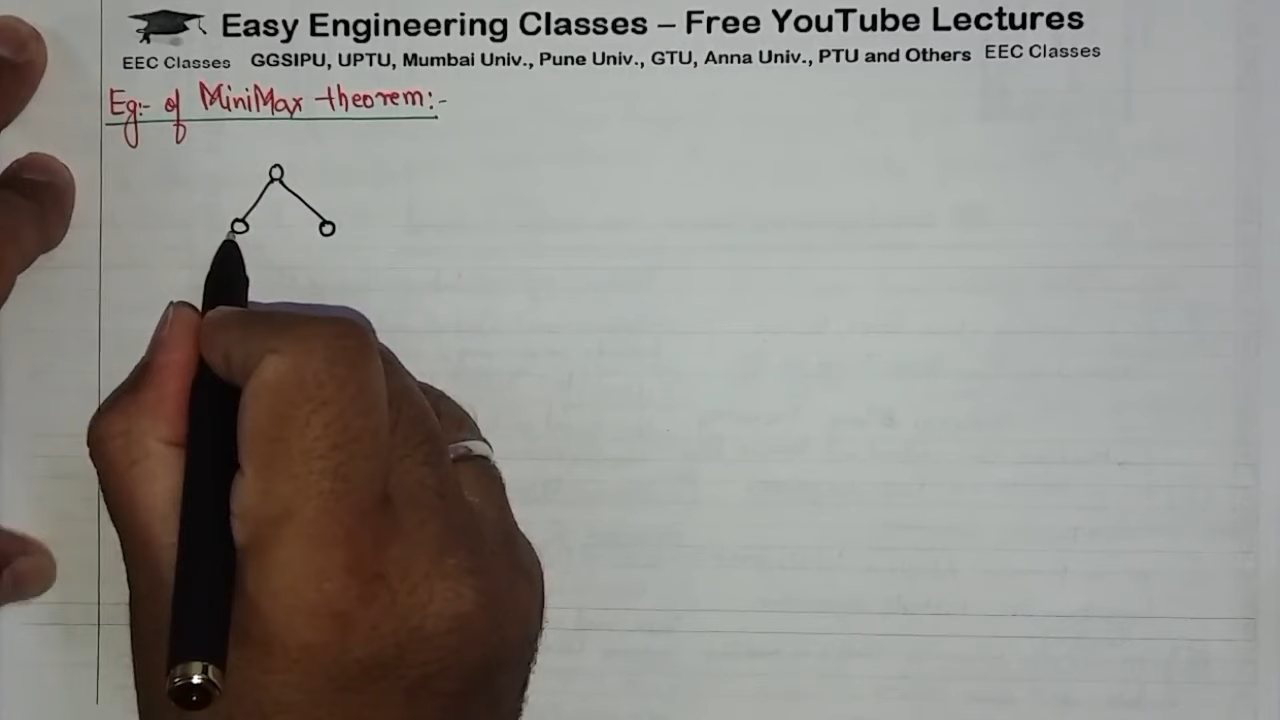 Easy Engineering Classes – Free YouTube Lectures
EEC Classes GGSIPU, UPTU, Mumbai Univ., Pune Univ., GTU, Anna Univ., PTU and Others EEC Classes
Eg:- of MiniMax theorem:-